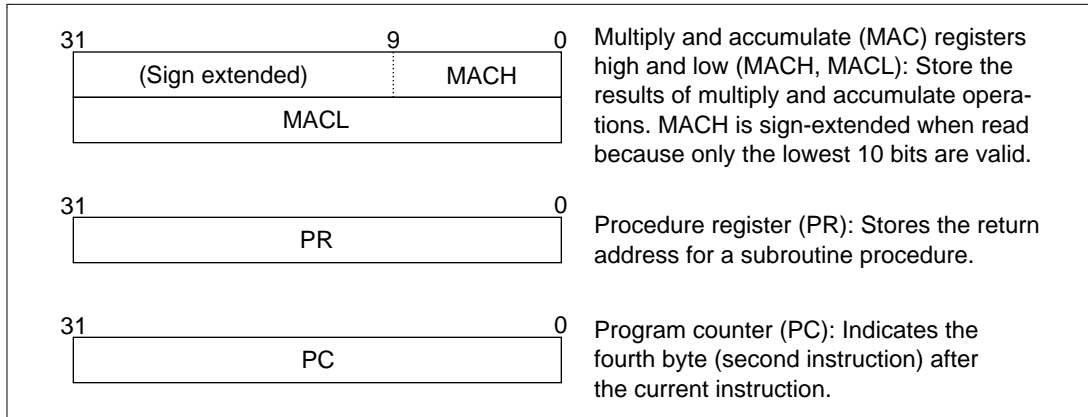 31 9 0
(Sign extended) MACH
MACL
Multiply and accumulate (MAC) registers
high and low (MACH, MACL): Store the
results of multiply and accumulate opera-
tions. MACH is sign-extended when read
because only the lowest 10 bits are valid.
31 0
PR
Procedure register (PR): Stores the return
address for a subroutine procedure.
31 0
PC
Program counter (PC): Indicates the
fourth byte (second instruction) after
the current instruction.